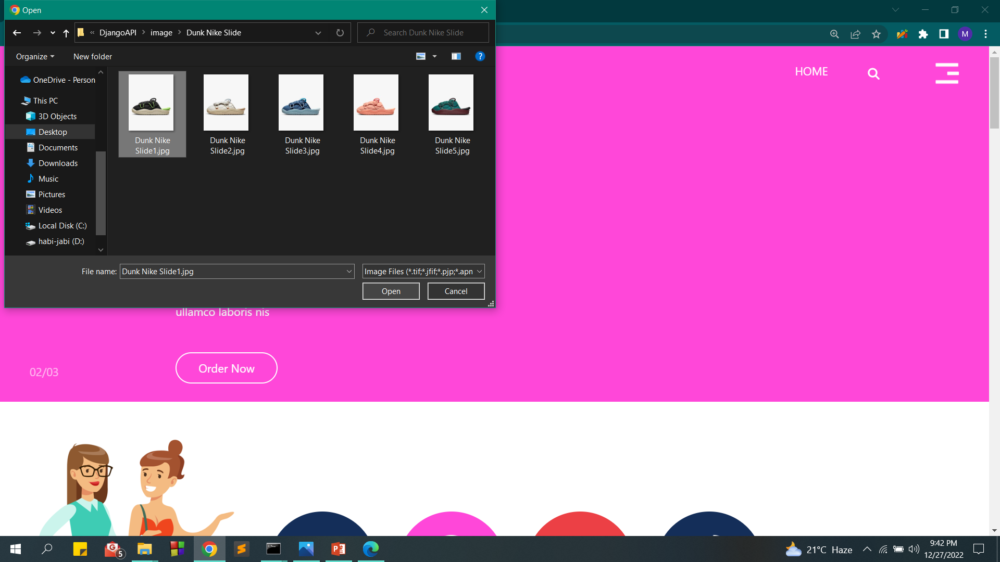 Open
« DjangoAPI > image > Dunk Nike Slide
Search Dunk Nike Slide
Organize
New folder
?
OneDrive - Person
This PC
3D Objects
Desktop
Documents
Downloads
Music
Pictures
Videos
Local Disk (C:)
habi-jabi (D:)
Dunk Nike
Slide1.jpg
Dunk Nike
Slide2.jpg
Dunk Nike
Slide3.jpg
Dunk Nike
Slide4.jpg
Dunk Nike
Slide5.jpg
File name:
Dunk Nike Slide1.jpg
Image Files (*.tif;*.jfif;*.pjp;*.apn
Open
Cancel
M
HOME
ullamco laboris nis
Order Now
02/03
G
5
P
21°C Haze
9:42 PM
12/27/2022